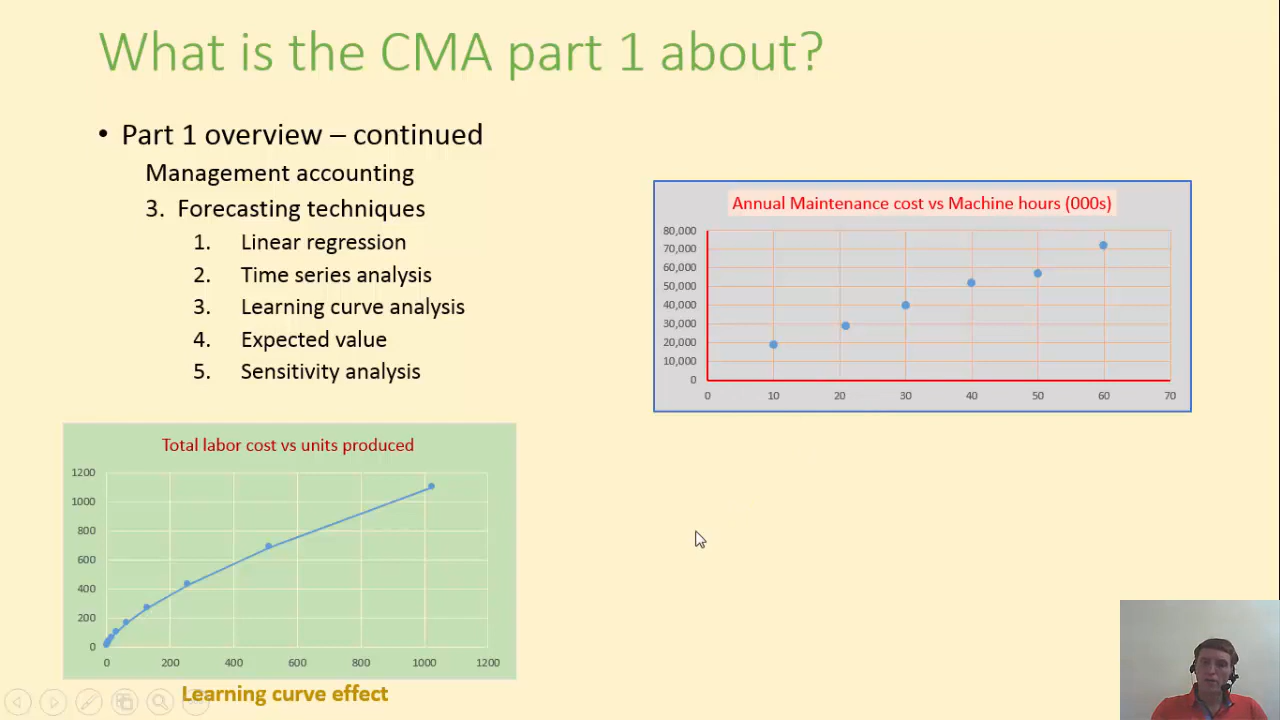 What is the CMA part 1 about?
• Part 1 overview – continued
Management accounting
3. Forecasting techniques
1. Linear regression
2. Time series analysis
3. Learning curve analysis
4. Expected value
5. Sensitivity analysis
Annual Maintenance cost vs Machine hours (000s)
80,000
70,000
60,000
50,000
40,000
30,000
20,000
10,000
0
0 10 20 30 40 50 60 70
Total labor cost vs units produced
1200
1000
800
600
400
200
0
0 200 400 600 800 1000 1200
Learning curve effect